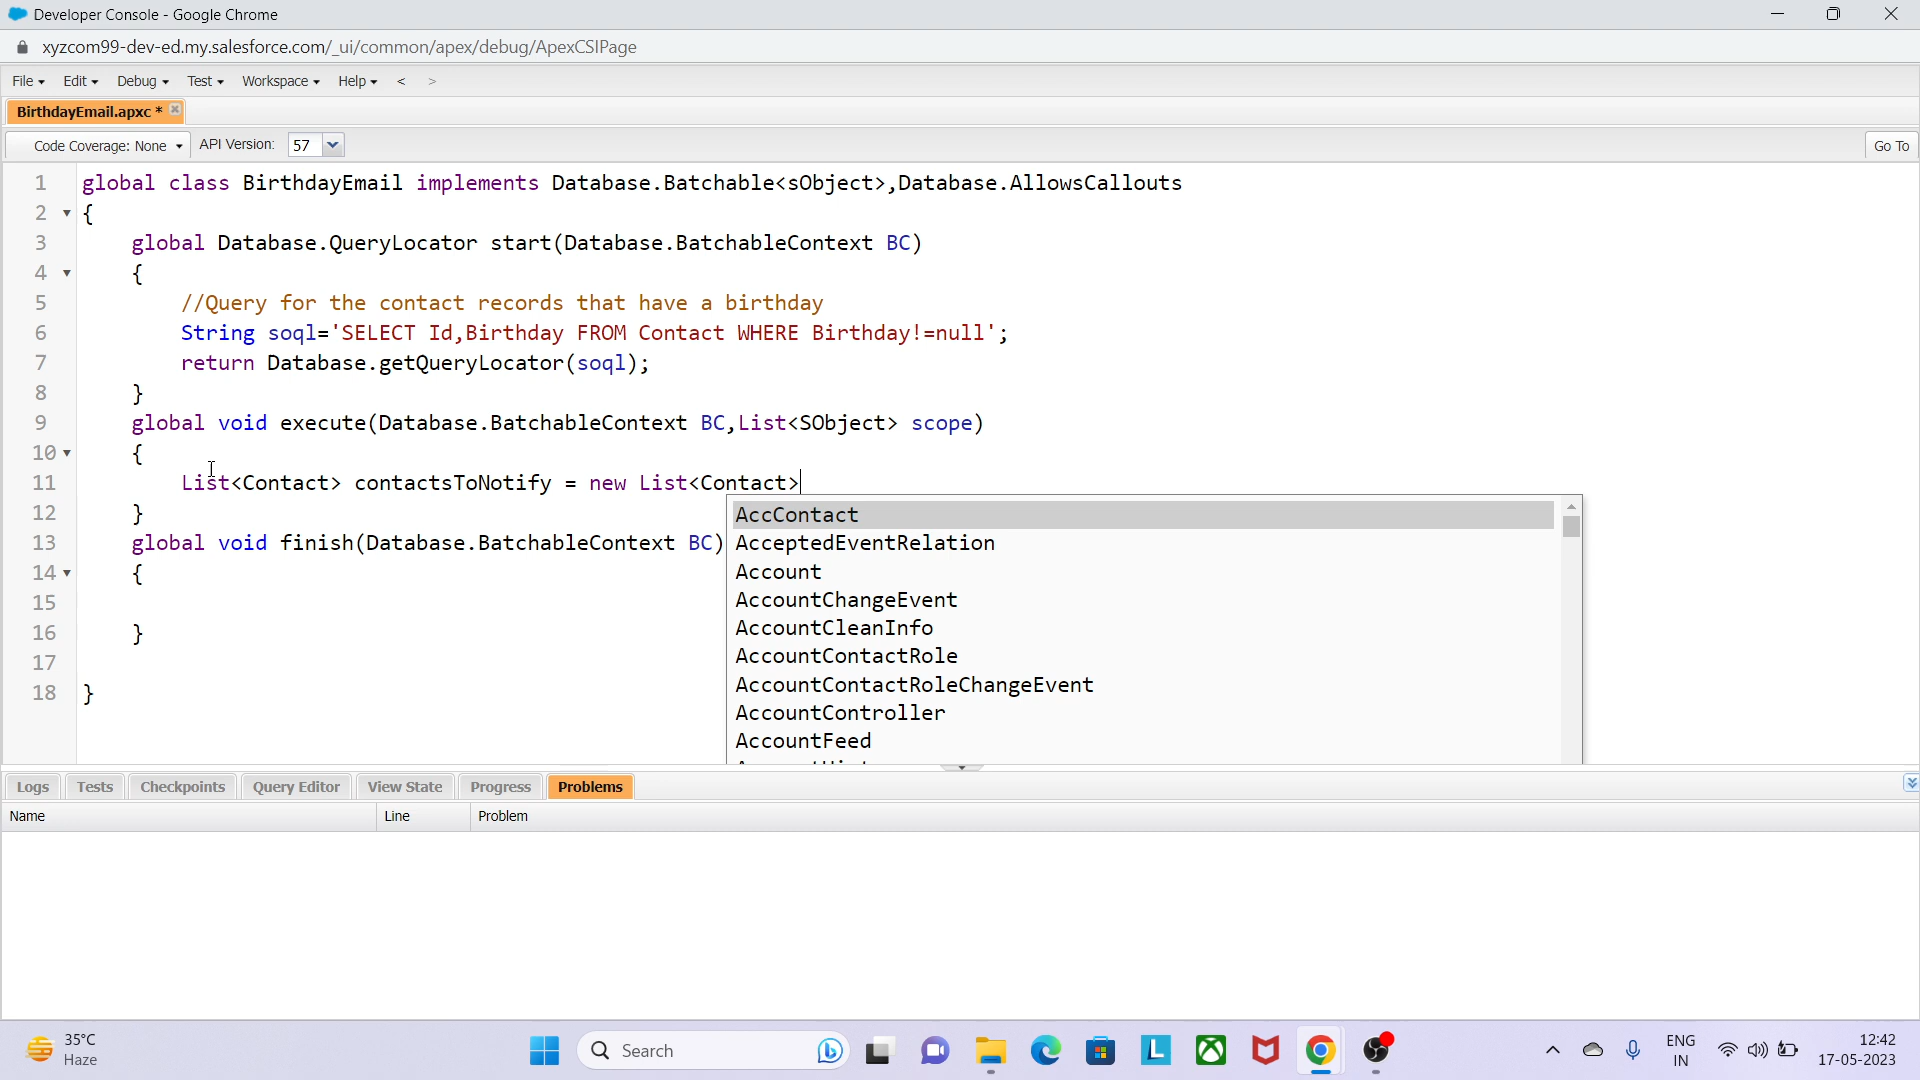 Developer Console - Google Chrome
xyzcom99-dev-ed.my.salesforce.com/_ui/common/apex/debug/ApexCSIPage
File Edit Debug Test Workspace Help < >
BirthdayEmail.apxc *
Code Coverage: None API Version: 57 Go To
1 global class BirthdayEmail implements Database.Batchable<sObject>,Database.AllowsCallouts
2 {
3 global Database.QueryLocator start(Database.BatchableContext BC)
4 {
5 //Query for the contact records that have a birthday
6 String soql='SELECT Id,Birthday FROM Contact WHERE Birthday!=null';
7 return Database.getQueryLocator(soql);
8 }
9 global void execute(Database.BatchableContext BC,List<SObject> scope)
10 {
11 List<Contact> contactsToNotify = new List<Contact>
12 }
13 global void finish(Database.BatchableContext BC)
14 {
15
16 }
17
18 }
AccContact
AcceptedEventRelation
Account
AccountChangeEvent
AccountCleanInfo
AccountContactRole
AccountContactRoleChangeEvent
AccountController
AccountFeed
Logs Tests Checkpoints Query Editor View State Progress Problems
Name Line Problem
35°C
Haze
Search
ENG
IN
12:42
17-05-2023